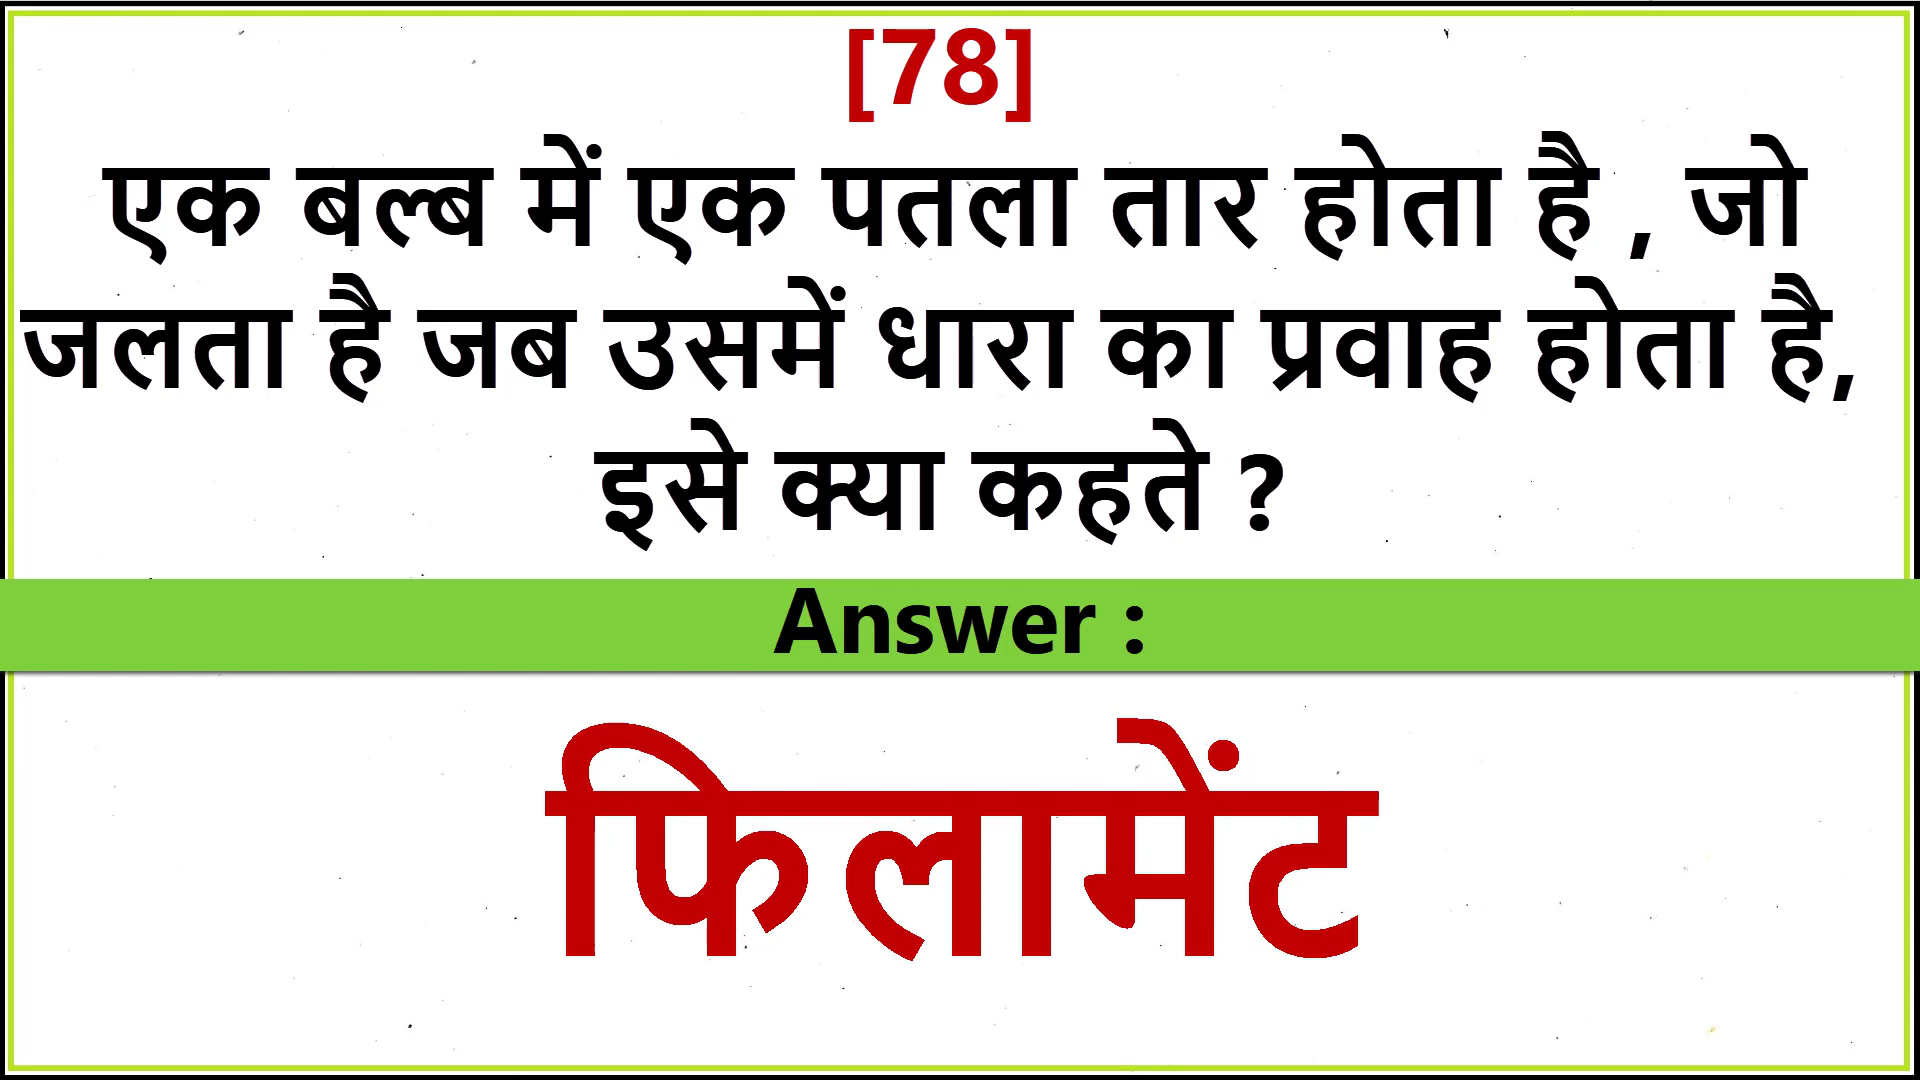 [78]
एक बल्ब में एक पतला तार होता है , जो
जलता है जब उसमें धारा का प्रवाह होता है,
इसे क्या कहते ?
Answer :
फिलामेंट